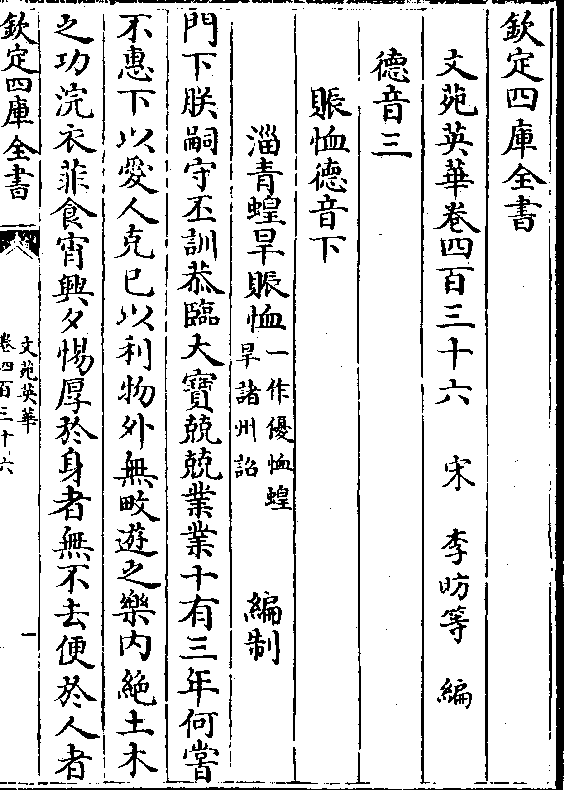 欽定四庫全書
文苑英華卷四百三十六 宋 李昉等 編
德音三
賑恤德音下
淄青蝗旱賑恤一作優恤蝗旱諸州詔 編制
門下朕嗣守丕訓恭臨大寶兢兢業業十有三年何嘗
不惠下以愛人克已以利物外無畋遊之樂内絶土木
之功浣衣菲食宵興夕惕厚於身者無不去便於人者
欽定四庫全書
文苑英華
卷四百三十六
一